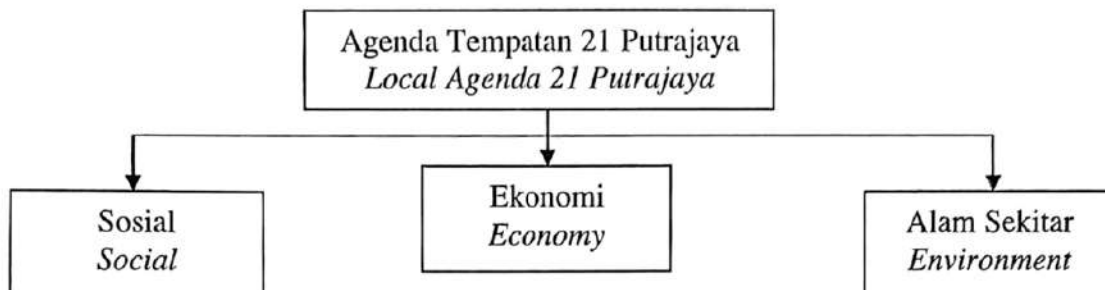 Agenda Tempatan 21 Putrajaya
Local Agenda 21 Putrajaya
Sosial
Social
Ekonomi
Economy
Alam Sekitar
Environment